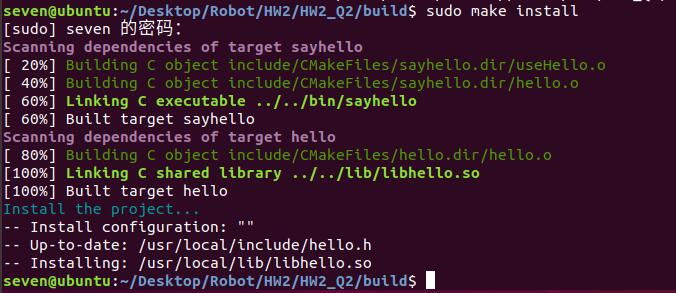 seven@ubuntu:~/Desktop/Robot/HW2/HW2_Q2/build$ sudo make install
[sudo] seven 的密码：
Scanning dependencies of target sayhello
[ 20%] Building C object include/CMakeFiles/sayhello.dir/useHello.o
[ 40%] Building C object include/CMakeFiles/sayhello.dir/hello.o
[ 60%] Linking C executable ../../bin/sayhello
[ 60%] Built target sayhello
Scanning dependencies of target hello
[ 80%] Building C object include/CMakeFiles/hello.dir/hello.o
[100%] Linking C shared library ../../lib/libhello.so
[100%] Built target hello
Install the project...
-- Install configuration: ""
-- Up-to-date: /usr/local/include/hello.h
-- Installing: /usr/local/lib/libhello.so
seven@ubuntu:~/Desktop/Robot/HW2/HW2_Q2/build$